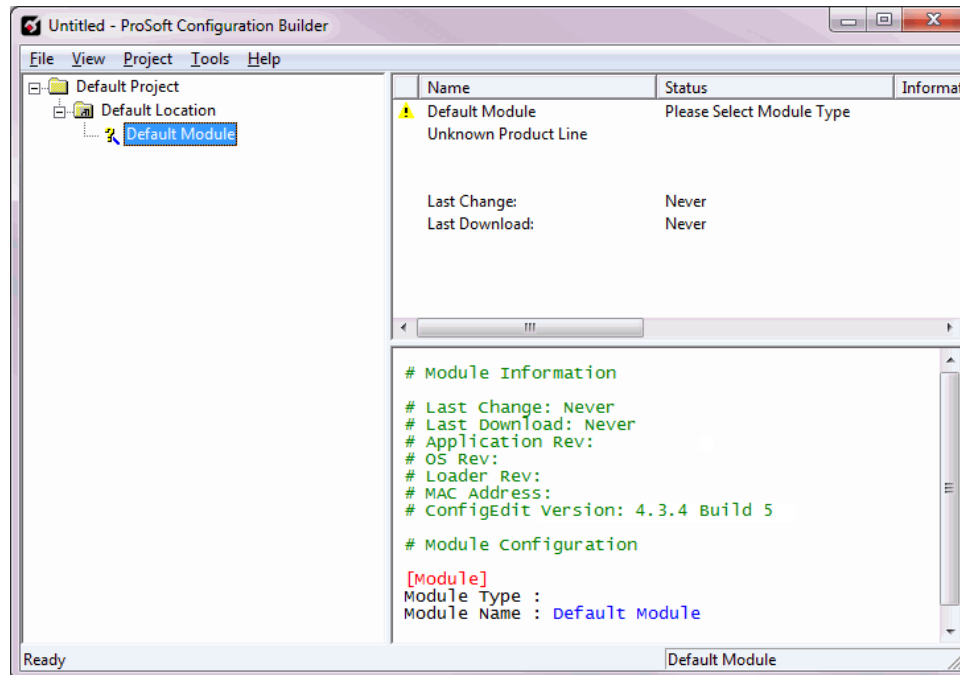 Untitled - ProSoft Configuration Builder
File View Project Tools Help
Default Project
Default Location
Default Module
Name Status Informat
Default Module Please Select Module Type
Unknown Product Line
Last Change: Never
Last Download: Never
# Module Information
# Last Change: Never
# Last Download: Never
# Application Rev:
# OS Rev:
# Loader Rev:
# MAC Address:
# ConfigEdit Version: 4.3.4 Build 5
# Module Configuration
[Module]
Module Type :
Module Name : Default Module
Ready Default Module